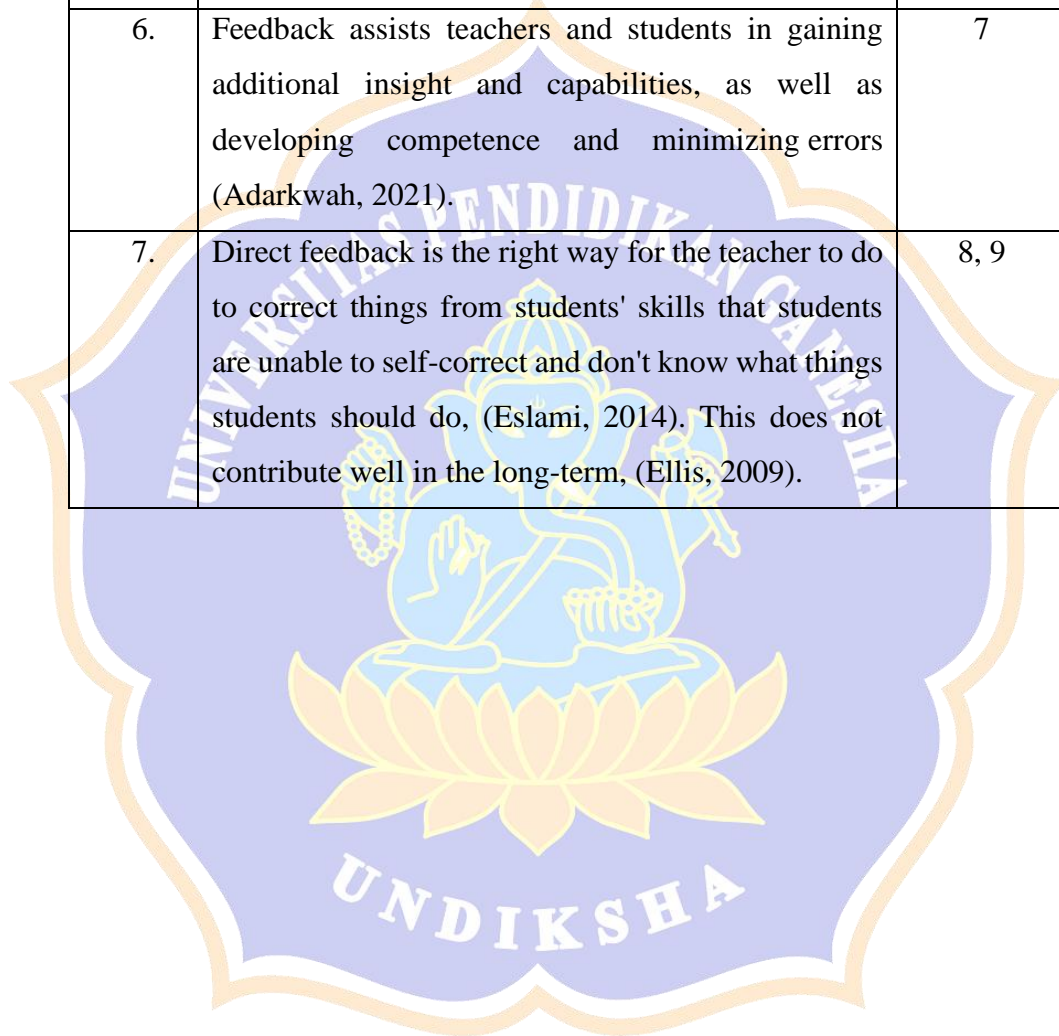 6. Feedback assists teachers and students in gaining 7
additional insight and capabilities, as well as
developing competence and minimizing errors
(Adarkwah, 2021).
7. Direct feedback is the right way for the teacher to do 8, 9
to correct things from students' skills that students
are unable to self-correct and don't know what things
students should do, (Eslami, 2014). This does not
contribute well in the long-term, (Ellis, 2009).
UNIVERSITAS PENDIDIKAN GANESHA
UNDIKSHA